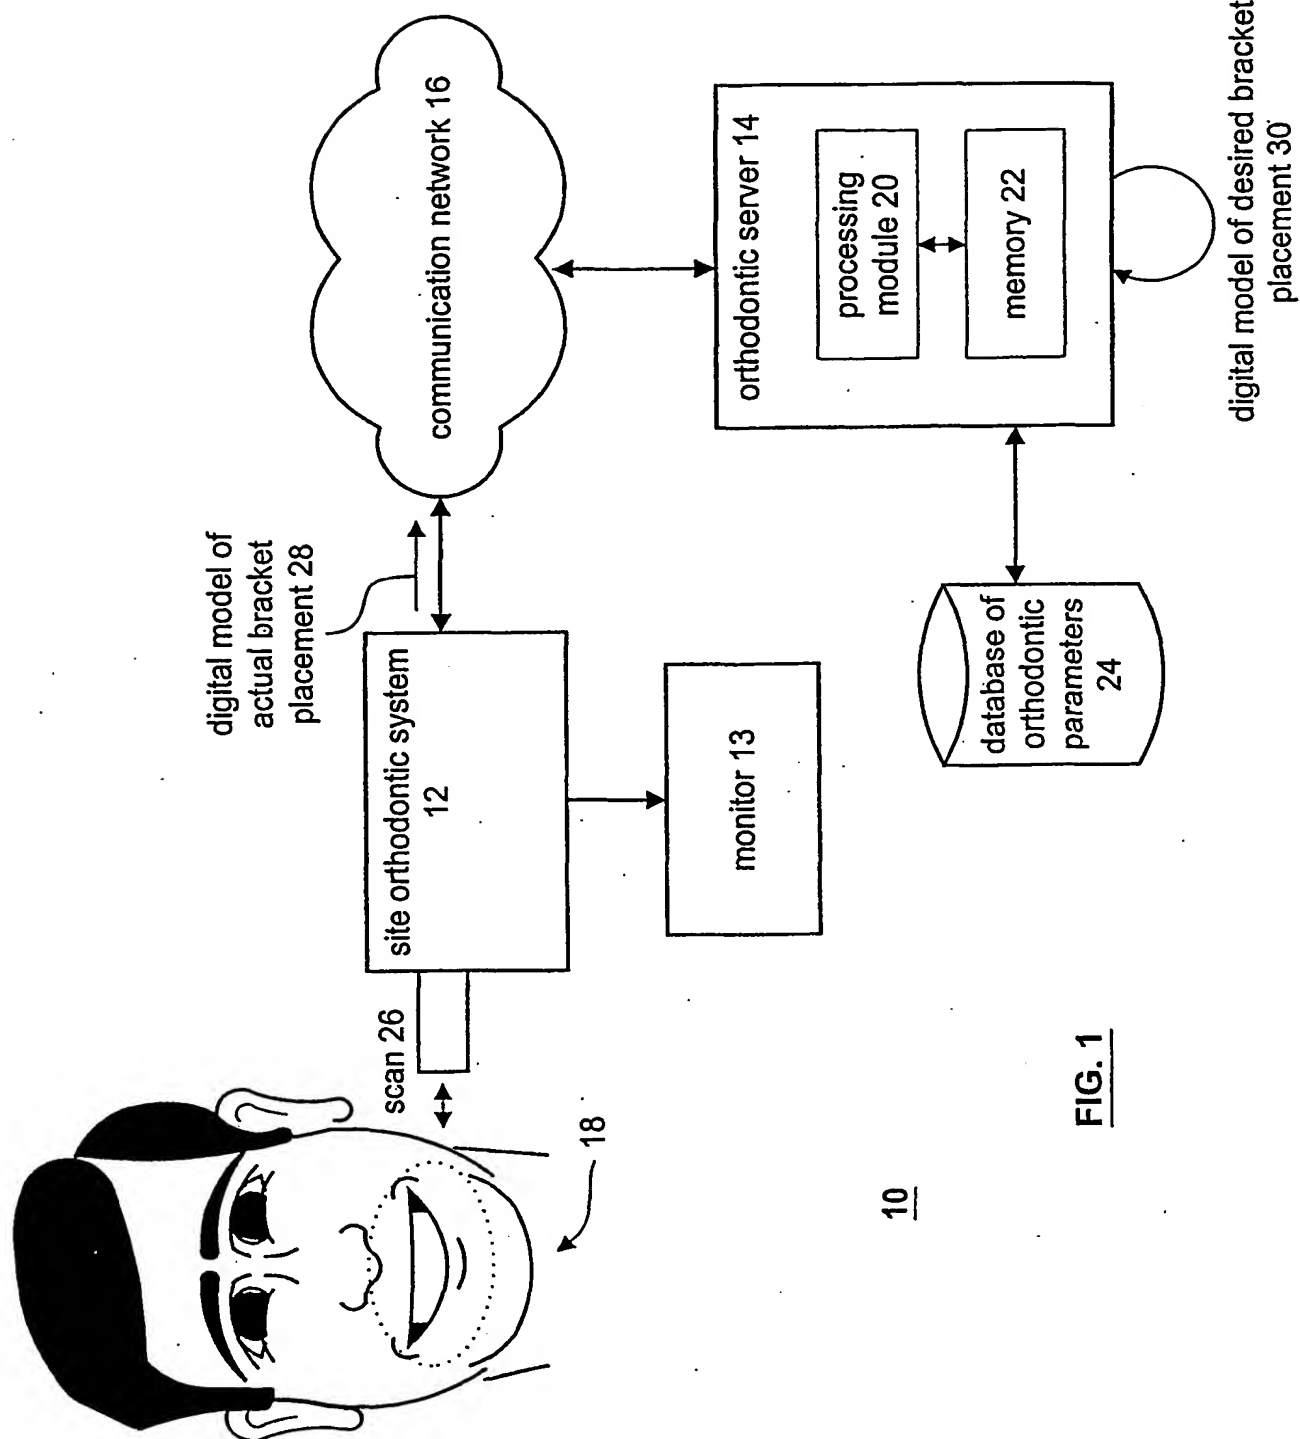 scan 26
18
site orthodontic system
12
monitor 13
digital model of
actual bracket
placement 28
communication network 16
orthodontic server 14
processing
module 20
memory 22
database of
orthodontic
parameters
24
digital model of desired bracket
placement 30
10
FIG. 1